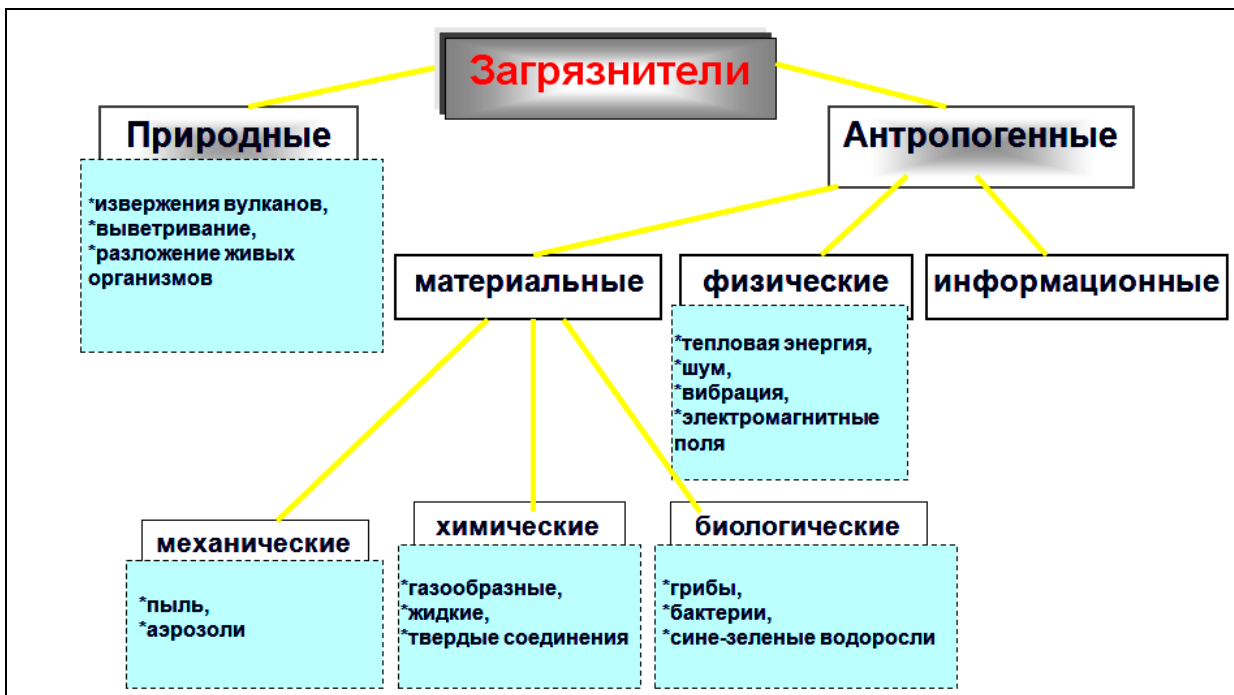 Загрязнители
Природные
*извержения вулканов,
*выветривание,
*разложение живых
организмов
Антропогенные
материальные
физические
*тепловая энергия,
*шум,
*вибрация,
*электромагнитные
поля
информационные
механические
*пыль,
*аэрозоли
химические
*газообразные,
*жидкие,
*твердые соединения
биологические
*грибы,
*бактерии,
*сине-зеленые водоросли